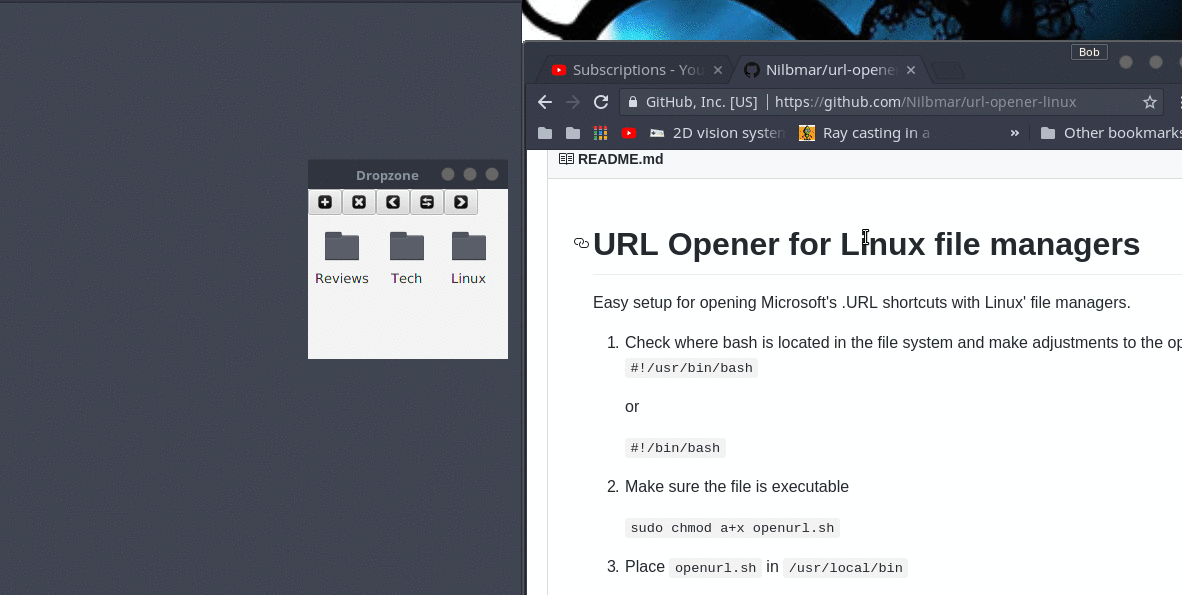 Bob
Subscriptions - You
Nilbmar/url-opene
GitHub, Inc. [US]
https://github.com/Nilbmar/url-opener-linux
2D vision system
Ray casting in a
»
Other bookmarks
README.md
Dropzone
Reviews
Tech
Linux
URL Opener for Linux file managers
Easy setup for opening Microsoft's .URL shortcuts with Linux' file managers.
1. Check where bash is located in the file system and make adjustments to the op
#!/usr/bin/bash
or
#!/bin/bash
2. Make sure the file is executable
sudo chmod a+x openurl.sh
3. Place openurl.sh in /usr/local/bin